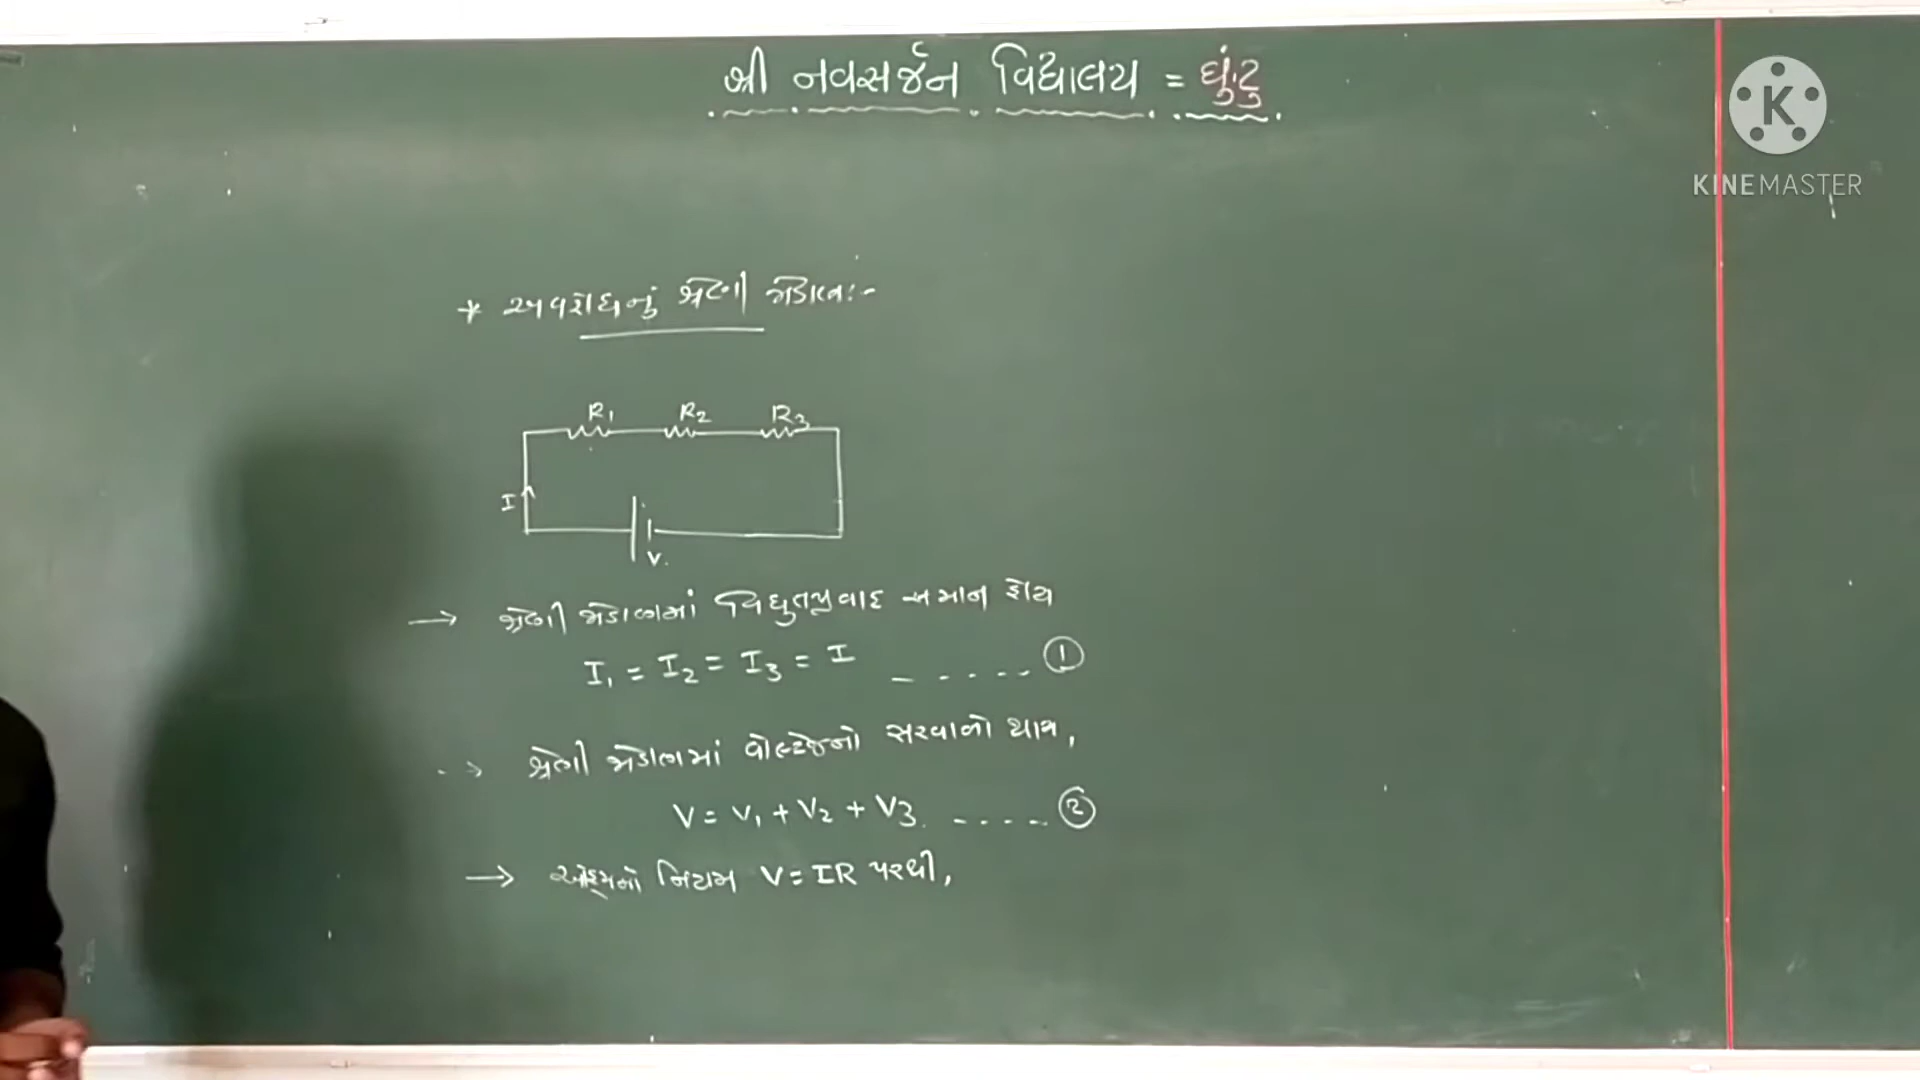 શ્રી નવસર્જન વિદ્યાલય = ઘુંટુ
K
KINEMASTER
* અવરોધનું શ્રેણી જોડાણ :-
R1 R2 R3
I
V.
→ શ્રેણી જોડાણમાં વિદ્યુતપ્રવાહ સમાન હોય
I1 = I2 = I3 = I - - - - - - ①
→ શ્રેણી જોડાણમાં વોલ્ટેજનો સરવાળો થાય,
V = V1 + V2 + V3. - - - - - ②
→ ઓહ્મનો નિયમ V = IR પરથી,